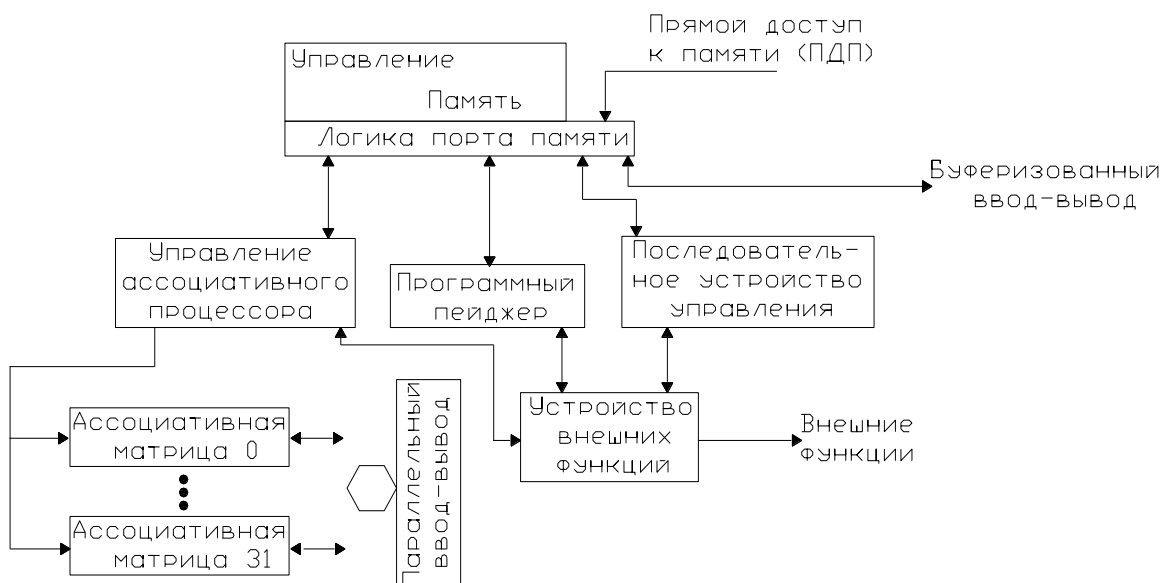 Прямой доступ
к памяти (ПДП)
Управление
Память
Логика порта памяти
Буферизованный
ввод-вывод
Управление
ассоциативного
процессора
Программный
пейджер
Последователь-
ное устройство
управления
Ассоциативная
матрица 0
Ассоциативная
матрица 31
Параллельный
ввод-вывод
Устройство
внешних
функций
Внешние
функции